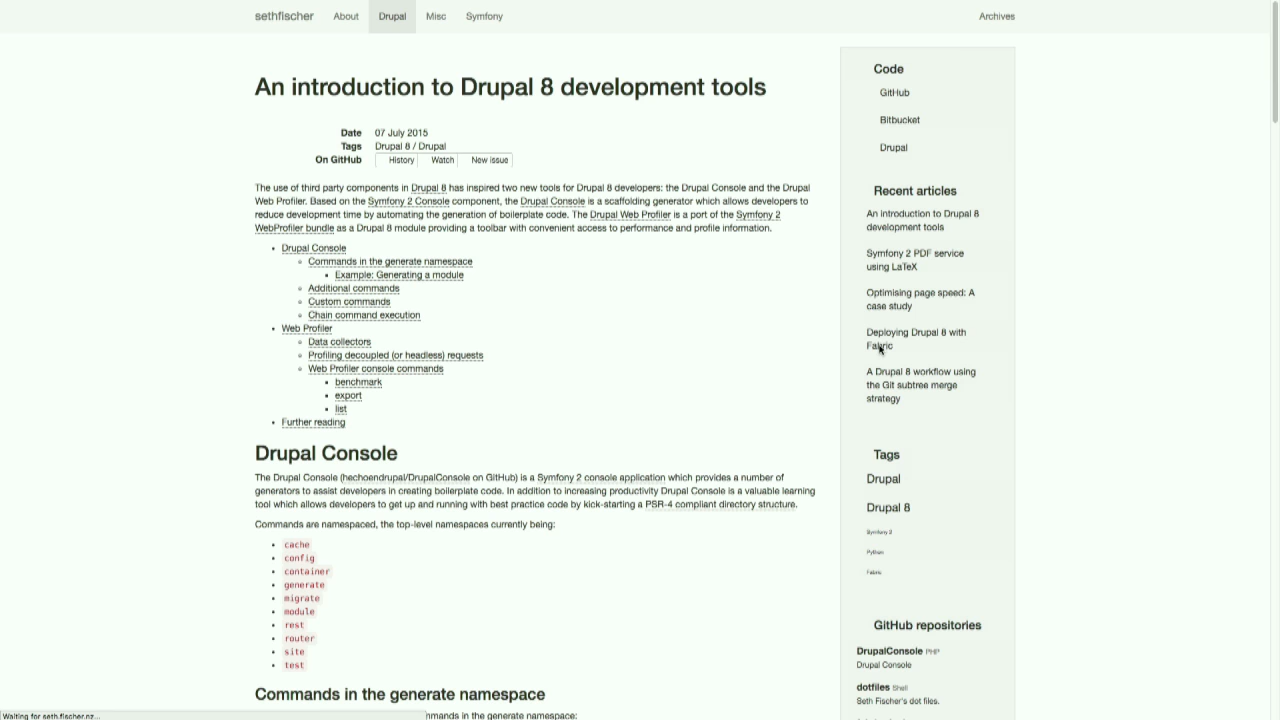 sethfischer About Drupal Misc Symfony Archives
An introduction to Drupal 8 development tools
Date 07 July 2015
Tags Drupal 8 / Drupal
On GitHub History Watch New issue
The use of third party components in Drupal 8 has inspired two new tools for Drupal 8 developers: the Drupal Console and the Drupal
Web Profiler. Based on the Symfony 2 Console component, the Drupal Console is a scaffolding generator which allows developers to
reduce development time by automating the generation of boilerplate code. The Drupal Web Profiler is a port of the Symfony 2
WebProfiler bundle as a Drupal 8 module providing a toolbar with convenient access to performance and profile information.
Drupal Console
Commands in the generate namespace
Example: Generating a module
Additional commands
Custom commands
Chain command execution
Web Profiler
Data collectors
Profiling decoupled (or headless) requests
Web Profiler console commands
benchmark
export
list
Further reading
Drupal Console
The Drupal Console (hechoendrupal/DrupalConsole on GitHub) is a Symfony 2 console application which provides a number of
generators to assist developers in creating boilerplate code. In addition to increasing productivity Drupal Console is a valuable learning
tool which allows developers to get up and running with best practice code by kick-starting a PSR-4 compliant directory structure.
Commands are namespaced, the top-level namespaces currently being:
cache
config
container
generate
migrate
module
rest
router
site
test
Commands in the generate namespace
mmands in the generate namespace:
Waiting for seth.fischer.nz...
Code
GitHub
Bitbucket
Drupal
Recent articles
An introduction to Drupal 8
development tools
Symfony 2 PDF service
using LaTeX
Optimising page speed: A
case study
Deploying Drupal 8 with
Fabric
A Drupal 8 workflow using
the Git subtree merge
strategy
Tags
Drupal
Drupal 8
Symfony 2
Python
Fabric
GitHub repositories
DrupalConsole PHP
Drupal Console
dotfiles Shell
Seth Fischer's dot files.